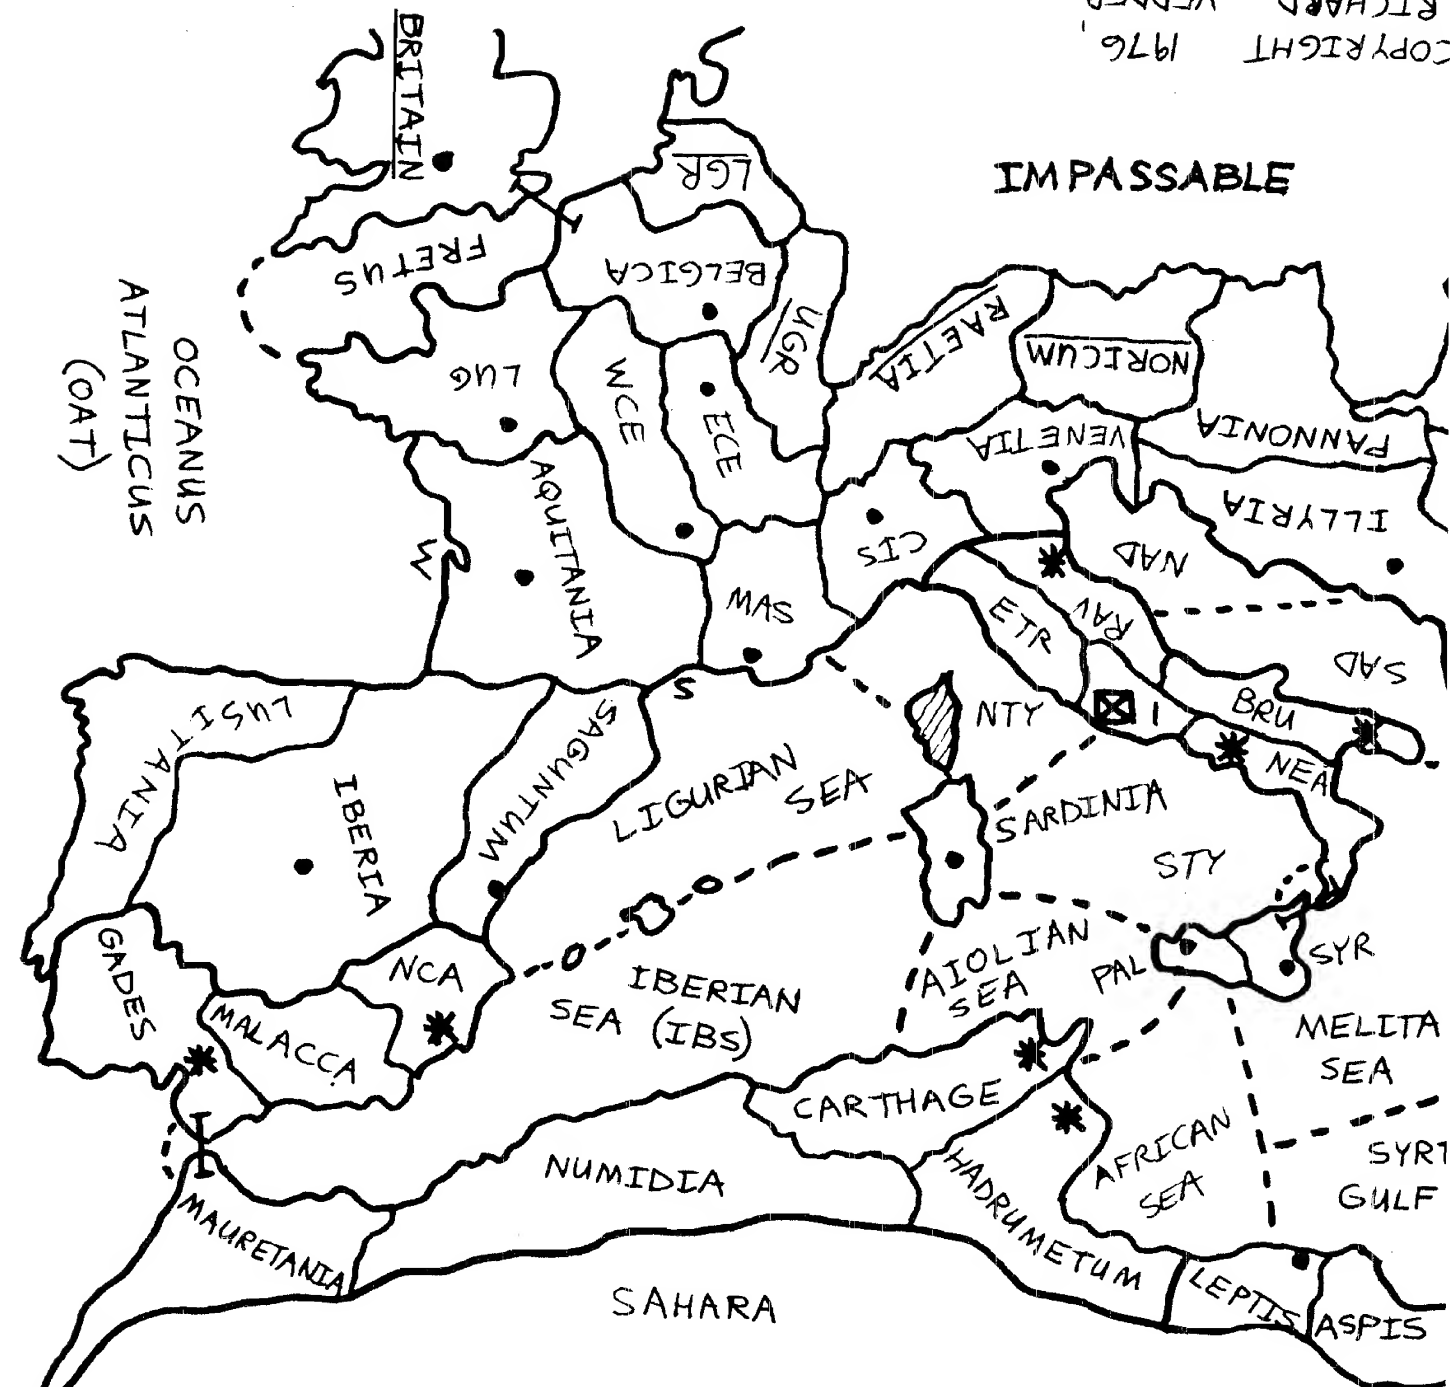 COPYRIGHT 1976,
BRITAIN
IMPASSABLE
LGR
FRETUS
BELGICA
UGR
RAETIA
NORICUM
OCEANUS
ATLANTICUS
(OAT)
LUG
WCE
ECE
VENETIA
PANNONIA
ILLYRIA
AQUITANIA
CIS
NAD
W
MAS
ETR
RAV
SAD
LUSITANIA
S
NTY
I
BRU
SAGUNTUM
NEA
IBERIA
LIGURIAN
SEA
SARDINIA
STY
GADES
NCA
AIOLIAN
SEA
PAL
SYR
MALACCA
IBERIAN
SEA (IBS)
MELITA
SEA
CARTHAGE
AFRICAN
SEA
SYRT
GULF
NUMIDIA
HADRUMETUM
MAURETANIA
SAHARA
LEPTIS
ASPIS